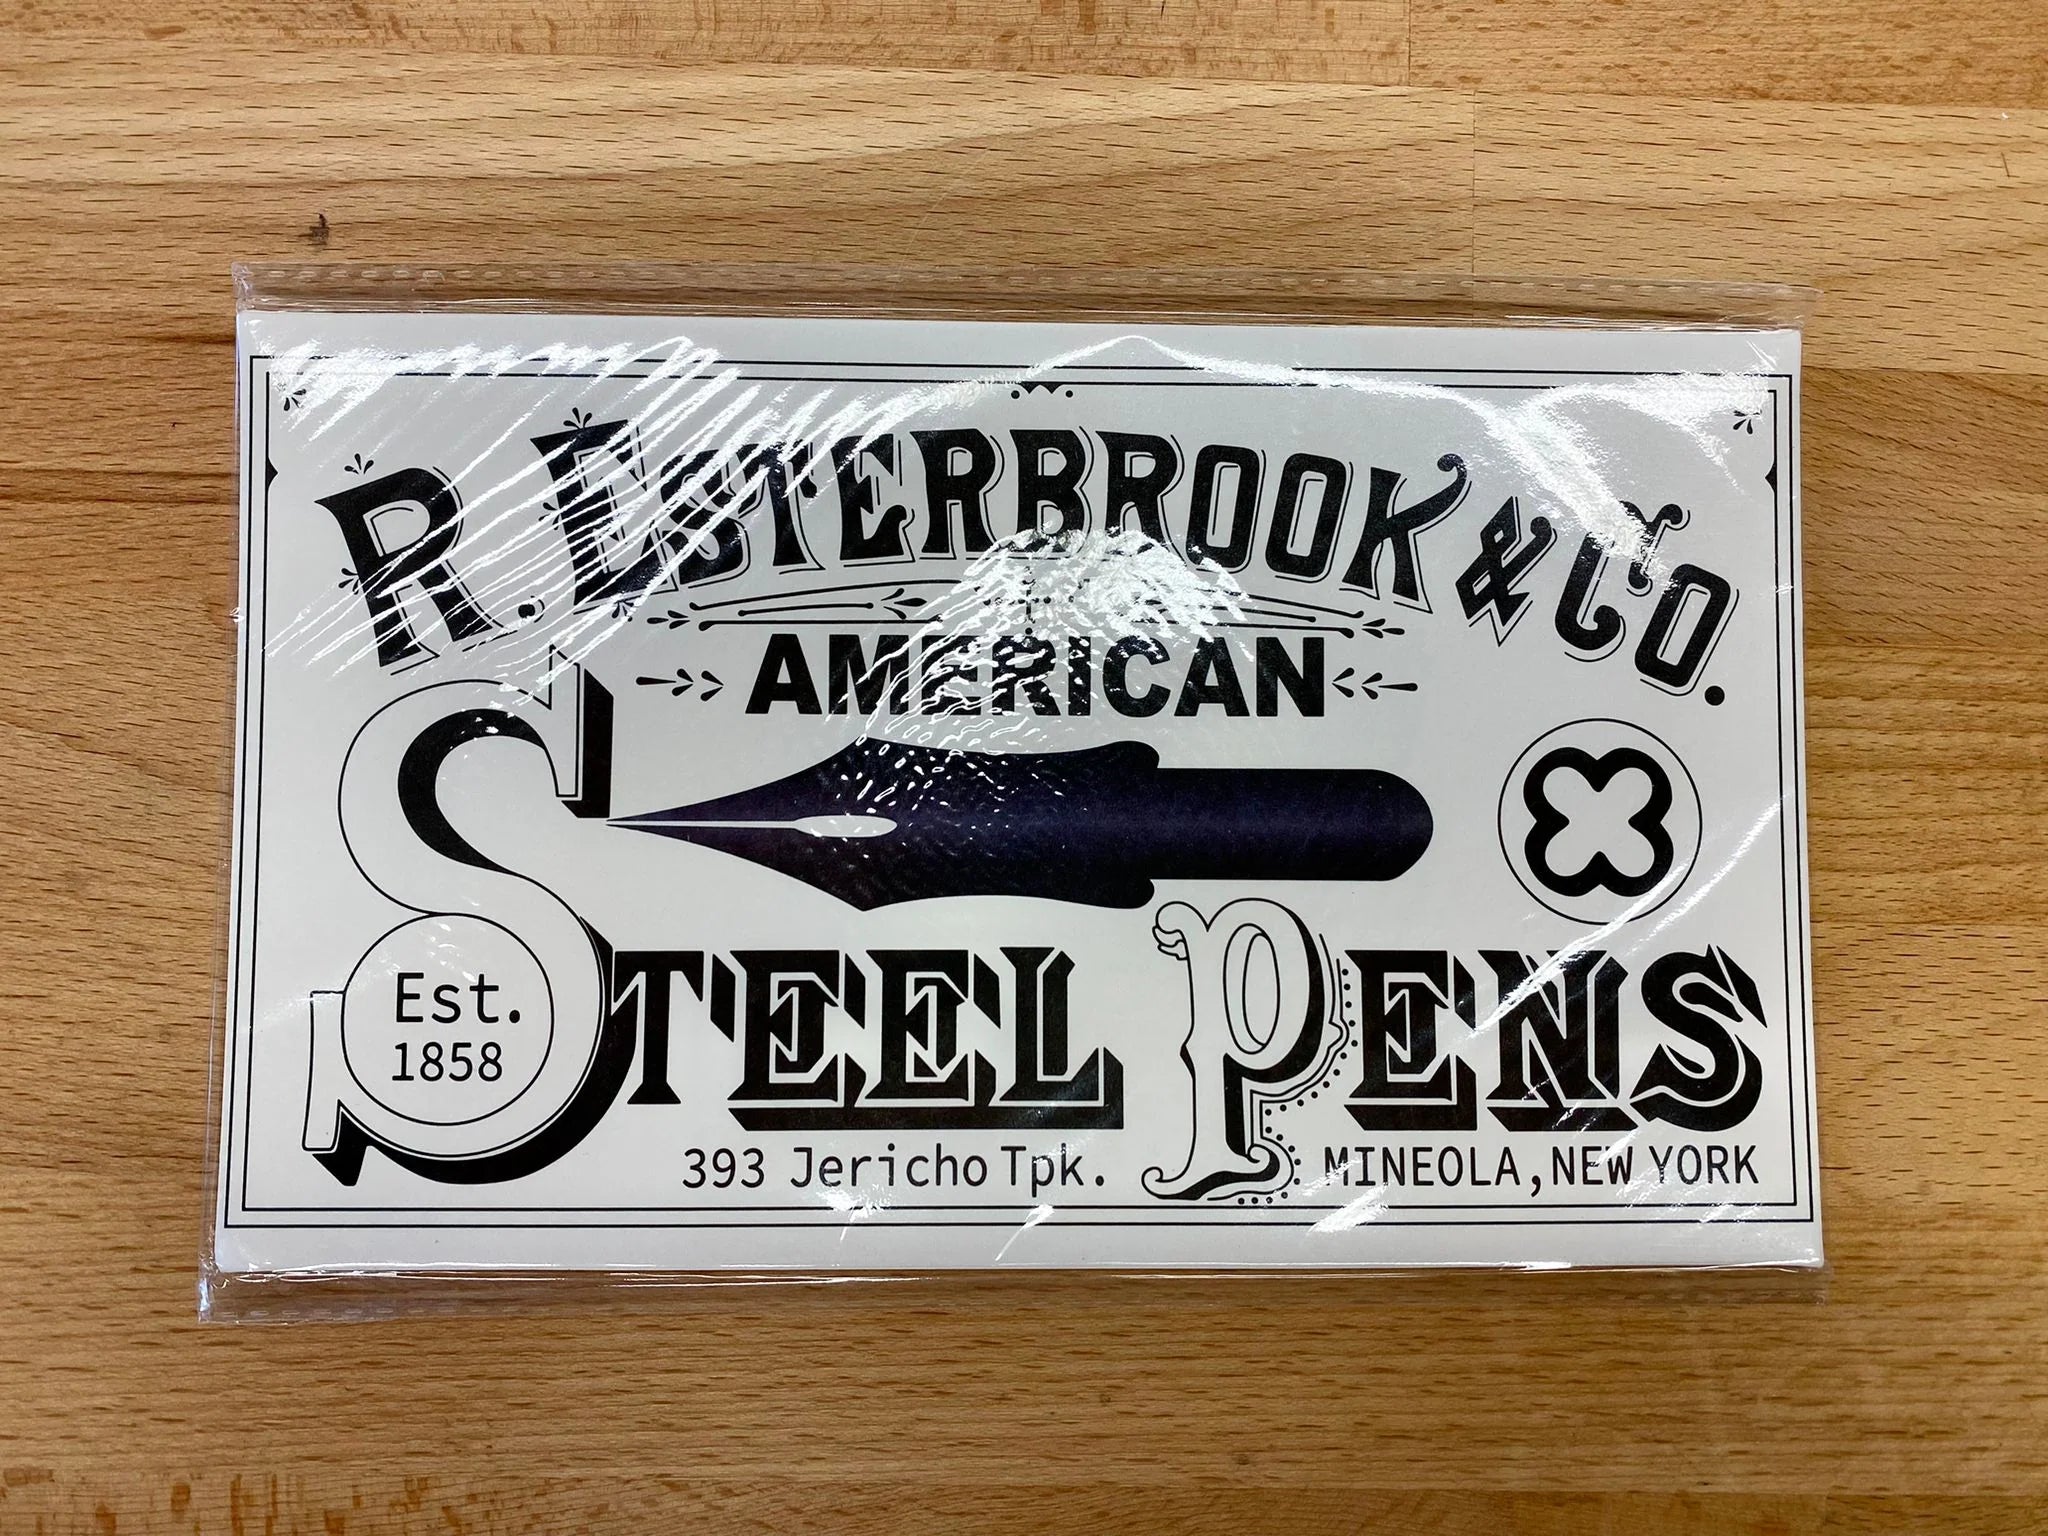 R. ESTERBROOK & CO.
AMERICAN
STEEL PENS
Est.
1858
393 Jericho Tpk. MINEOLA, NEW YORK